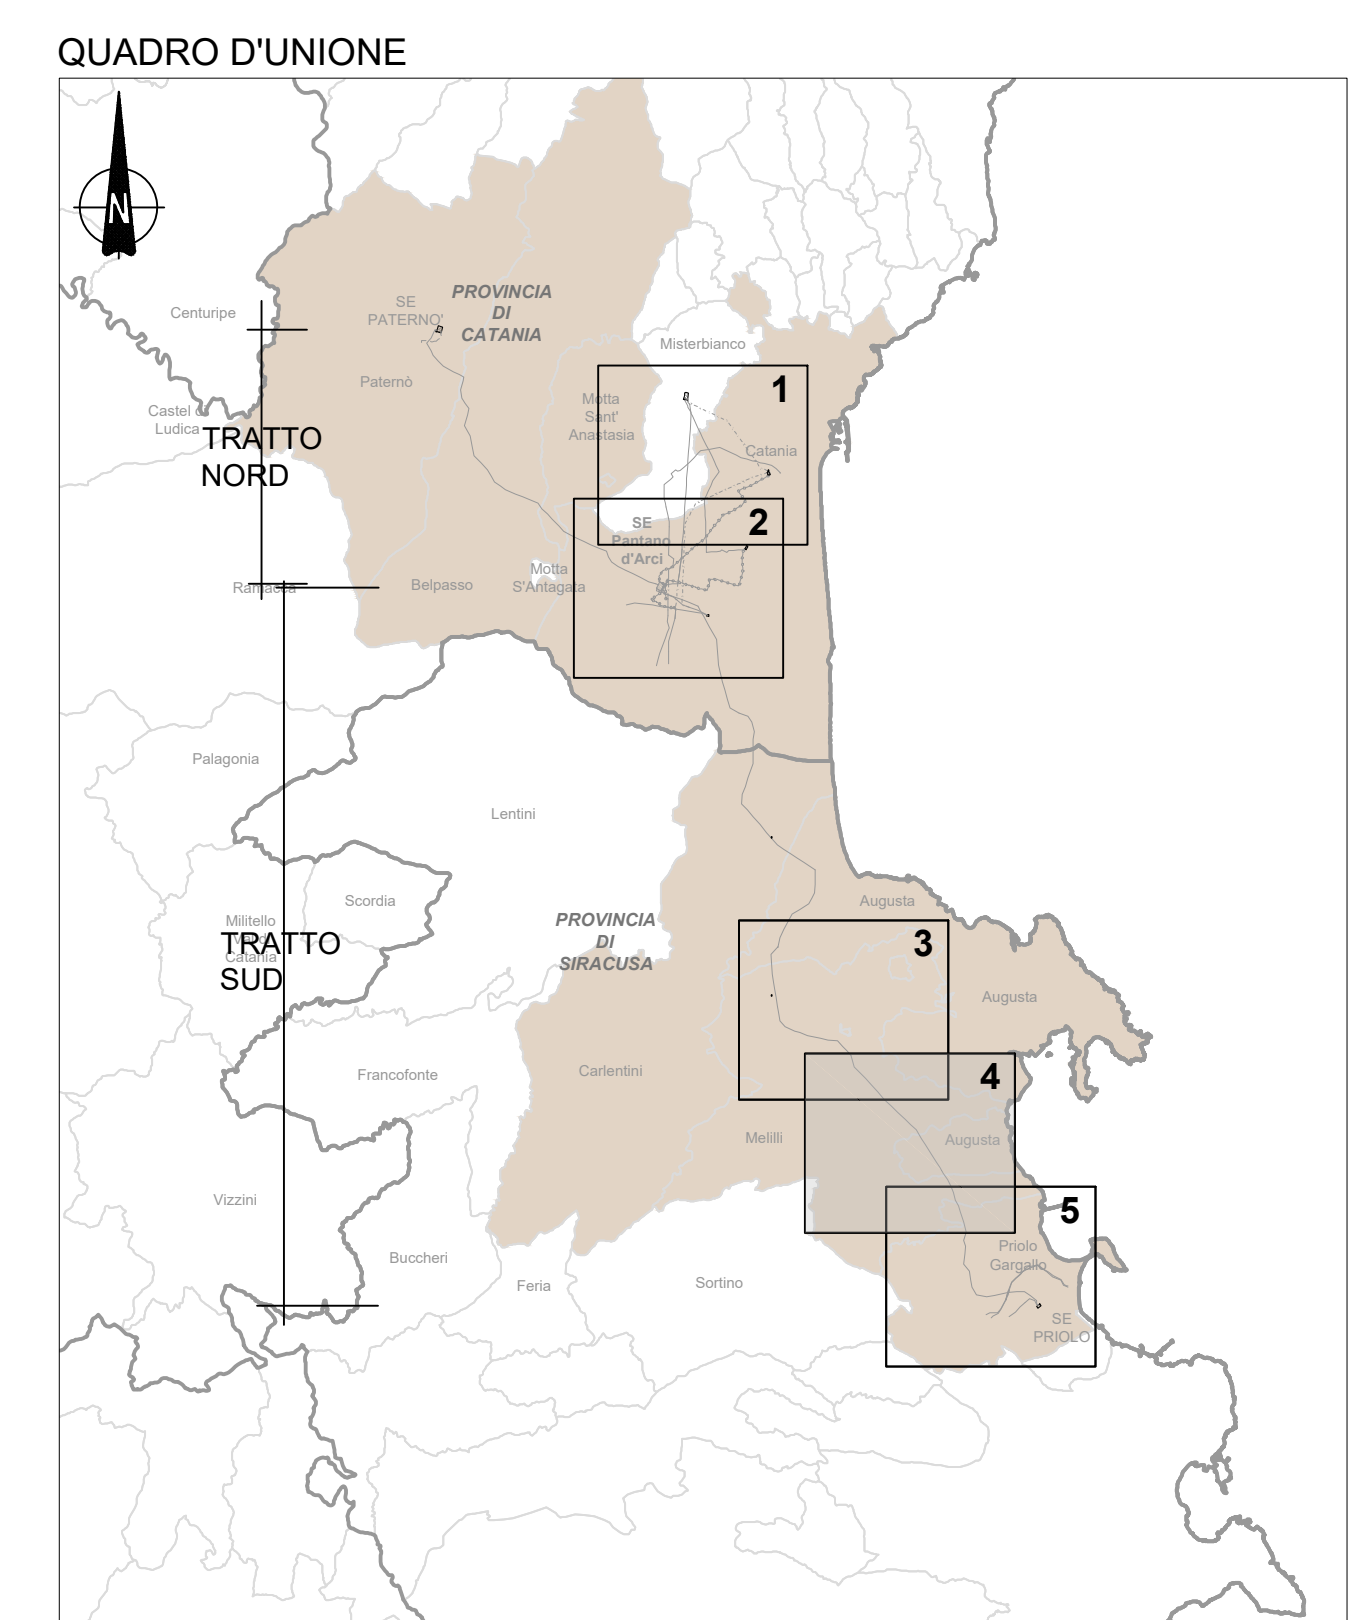 QUADRO D'UNIONE
N
Centuripe
SE
PATERNO'
PROVINCIA
DI
CATANIA
Misterbianco
Paternò
1
Motta
Sant'
Anastasia
Castel di
Ludica
TRATTO
NORD
Catania
2
SE
Pantano
d'Arci
Motta
S'Antagata
Belpasso
Ramacca
Palagonia
Lentini
Scordia
Augusta
Militello
Catania
TRATTO
SUD
PROVINCIA
DI
SIRACUSA
3
Augusta
Carlentini
Francofonte
4
Melilli
Augusta
Vizzini
5
Buccheri
Priolo
Gargallo
Feria
Sortino
SE
PRIOLO